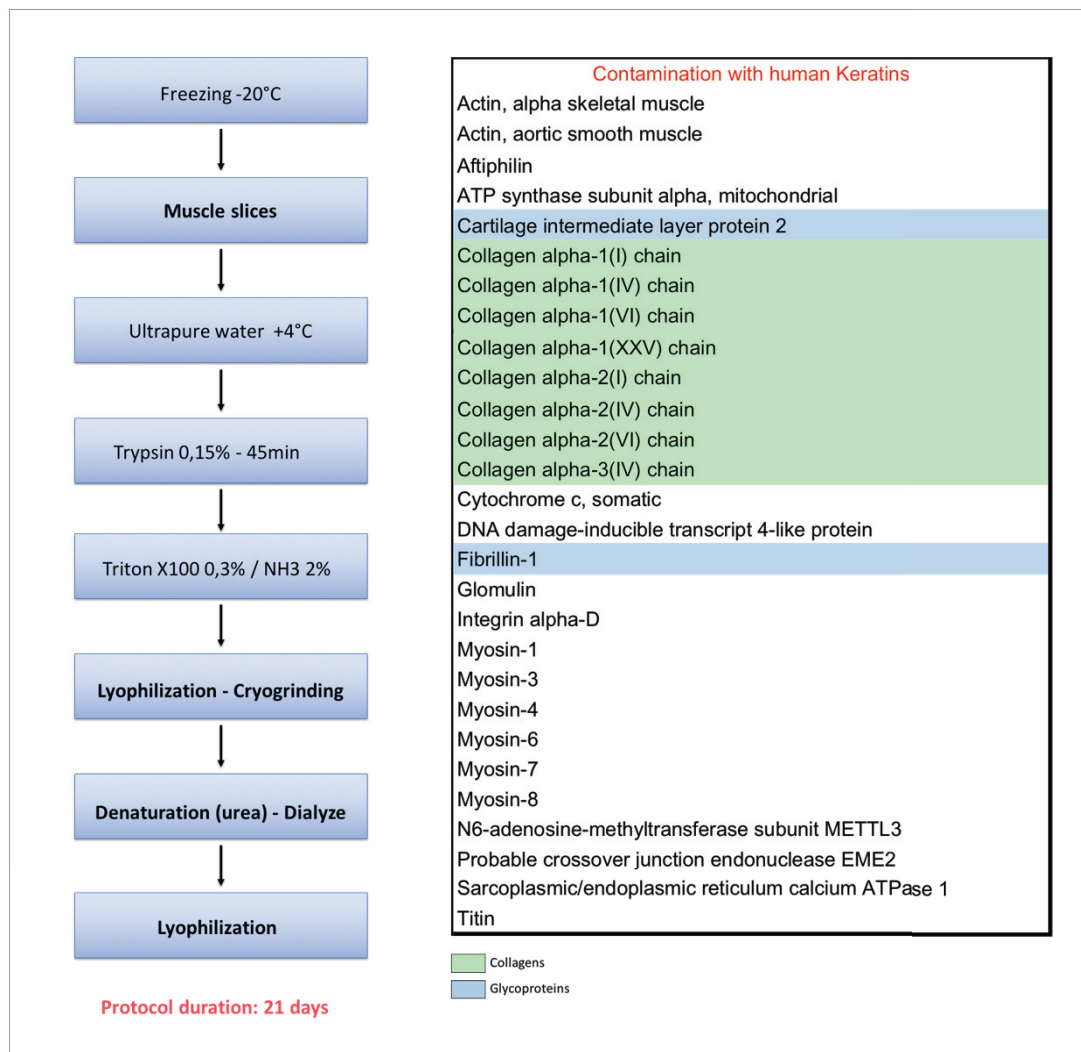 Freezing -20°C
Muscle slices
Ultrapure water +4°C
Trypsin 0,15% - 45min
Triton X100 0,3% / NH3 2%
Lyophilization - Cryogrinding
Denaturation (urea) - Dialyze
Lyophilization
Protocol duration: 21 days
Contamination with human Keratins
Actin, alpha skeletal muscle
Actin, aortic smooth muscle
Aftiphilin
ATP synthase subunit alpha, mitochondrial
Cartilage intermediate layer protein 2
Collagen alpha-1(I) chain
Collagen alpha-1(IV) chain
Collagen alpha-1(VI) chain
Collagen alpha-1(XXV) chain
Collagen alpha-2(I) chain
Collagen alpha-2(IV) chain
Collagen alpha-2(VI) chain
Collagen alpha-3(IV) chain
Cytochrome c, somatic
DNA damage-inducible transcript 4-like protein
Fibrillin-1
Glomulin
Integrin alpha-D
Myosin-1
Myosin-3
Myosin-4
Myosin-6
Myosin-7
Myosin-8
N6-adenosine-methyltransferase subunit METTL3
Probable crossover junction endonuclease EME2
Sarcoplasmic/endoplasmic reticulum calcium ATPase 1
Titin
Collagens
Glycoproteins